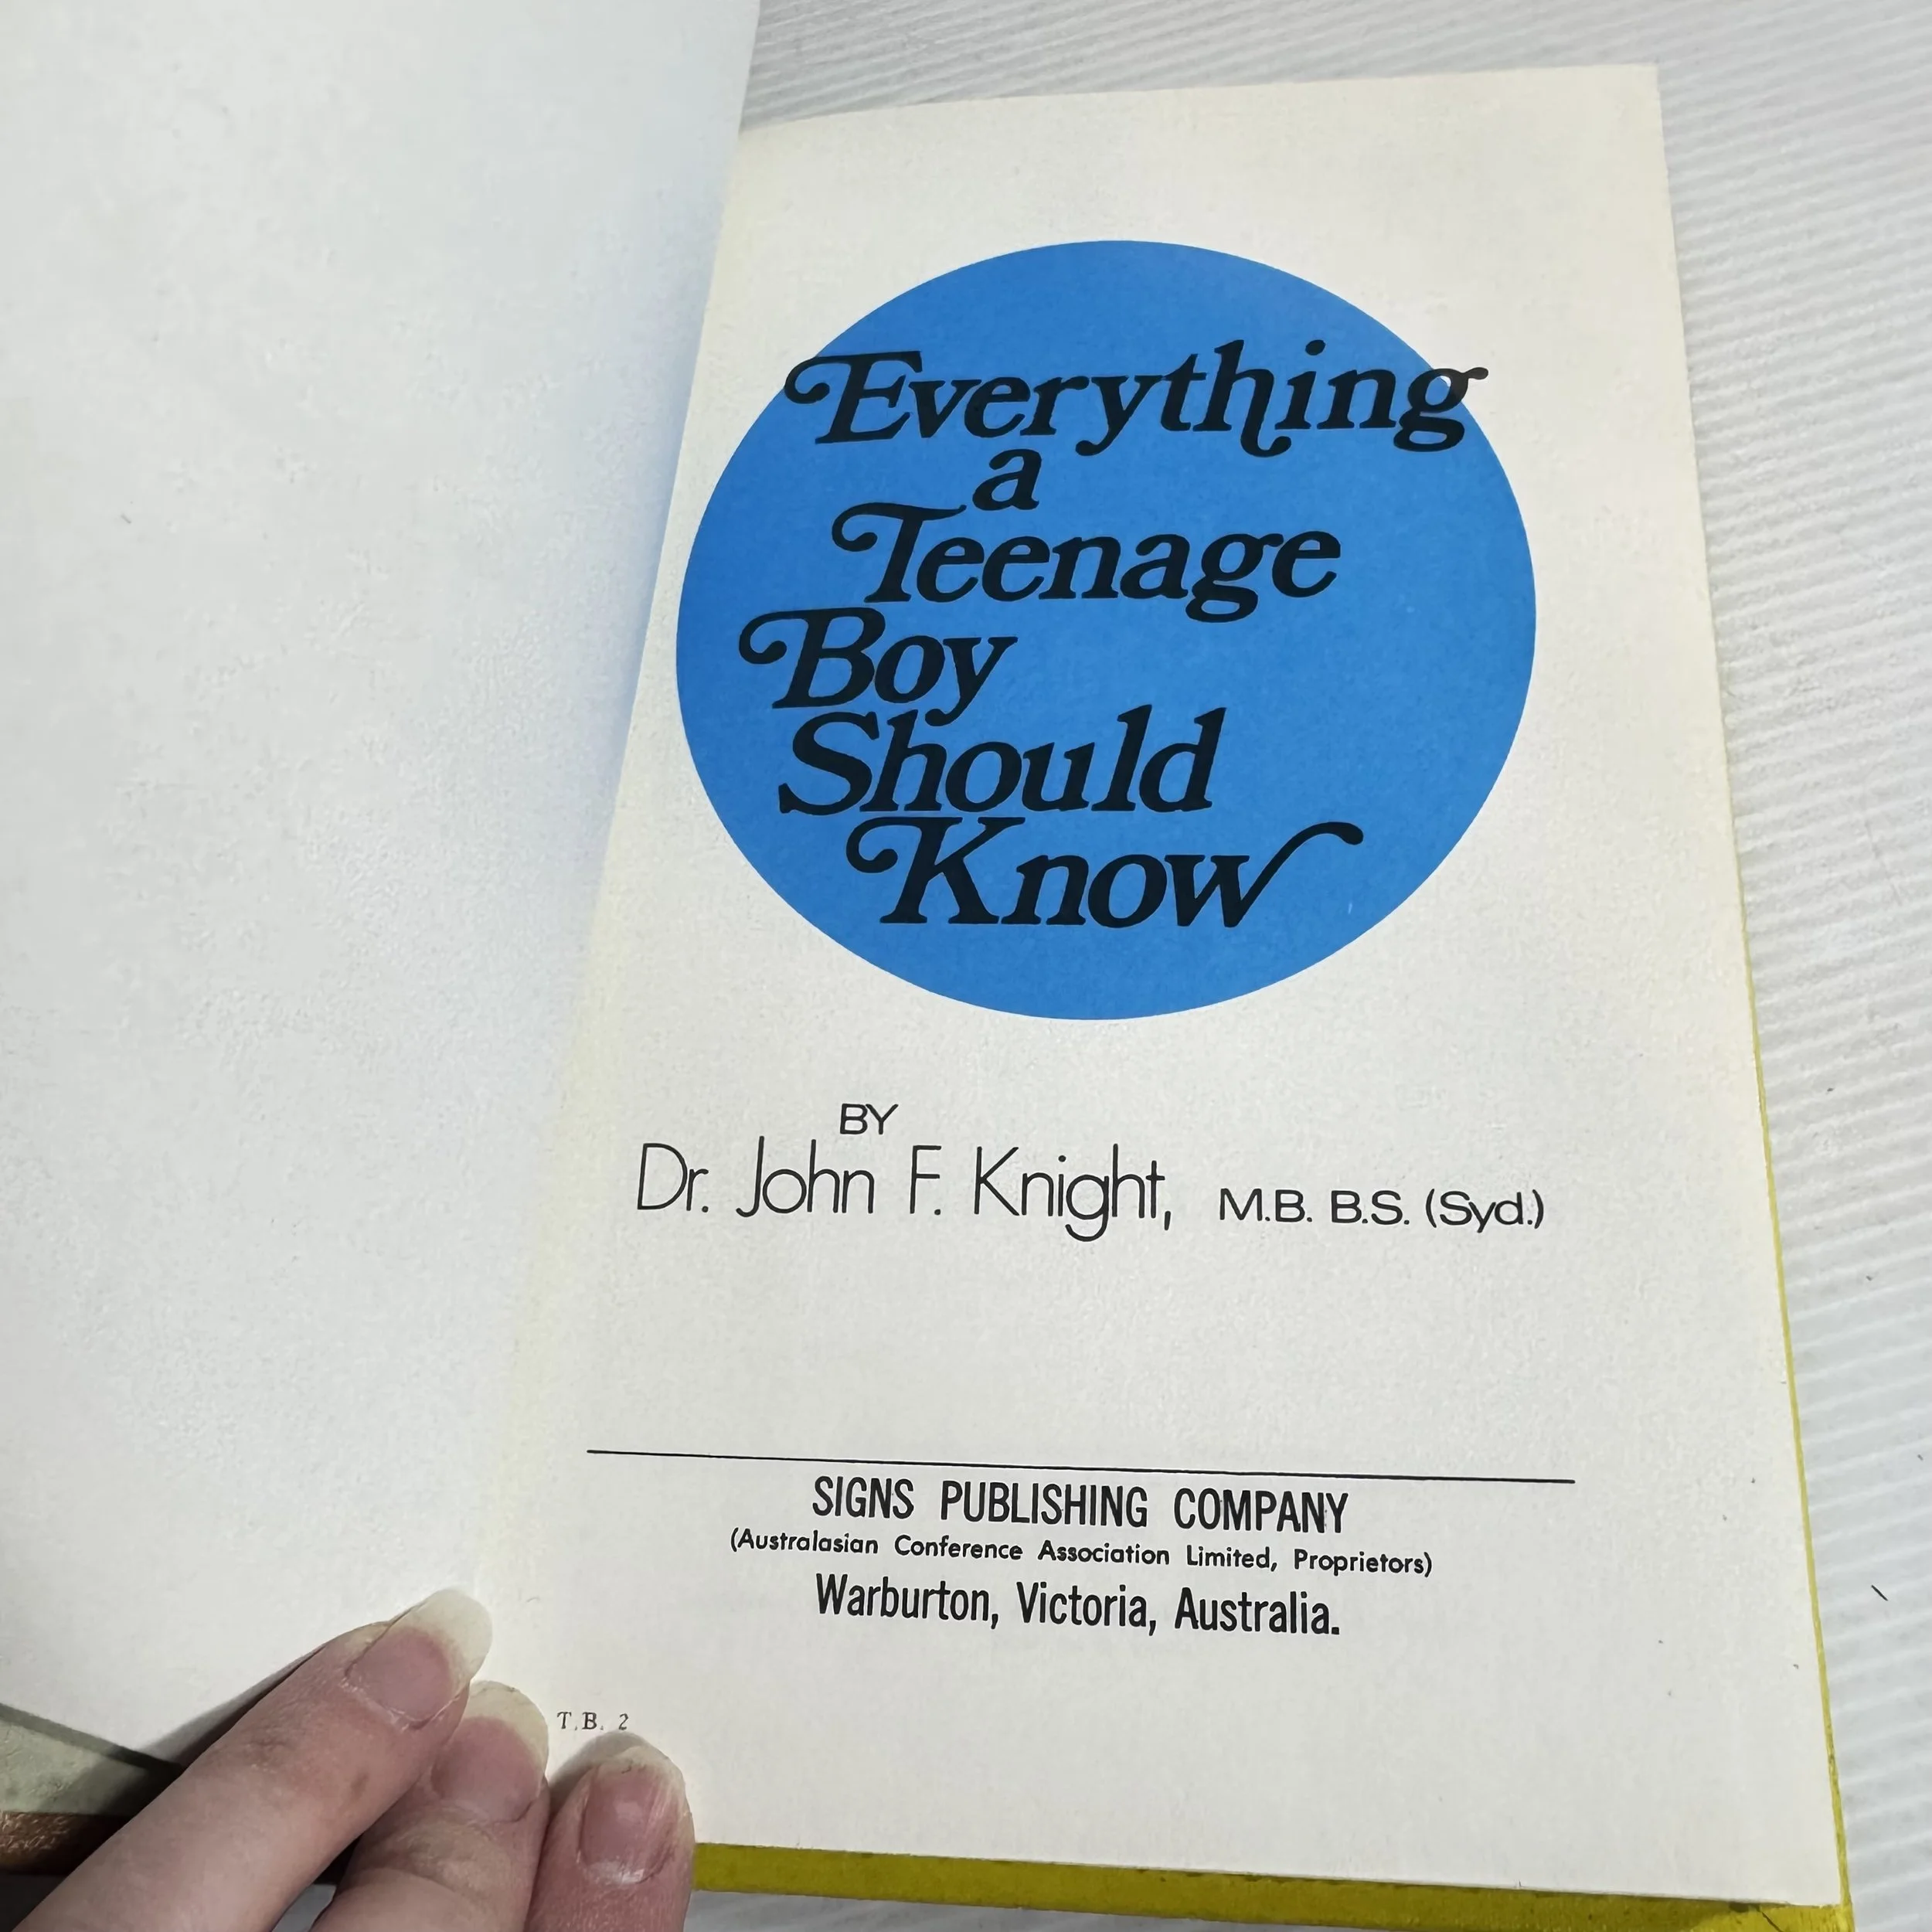 Everything
a
Teenage
Boy
Should
Know
BY
Dr. John F. Knight, M.B. B.S. (Syd.)
SIGNS PUBLISHING COMPANY
(Australasian Conference Association Limited, Proprietors)
Warburton, Victoria, Australia.
T.B. 2